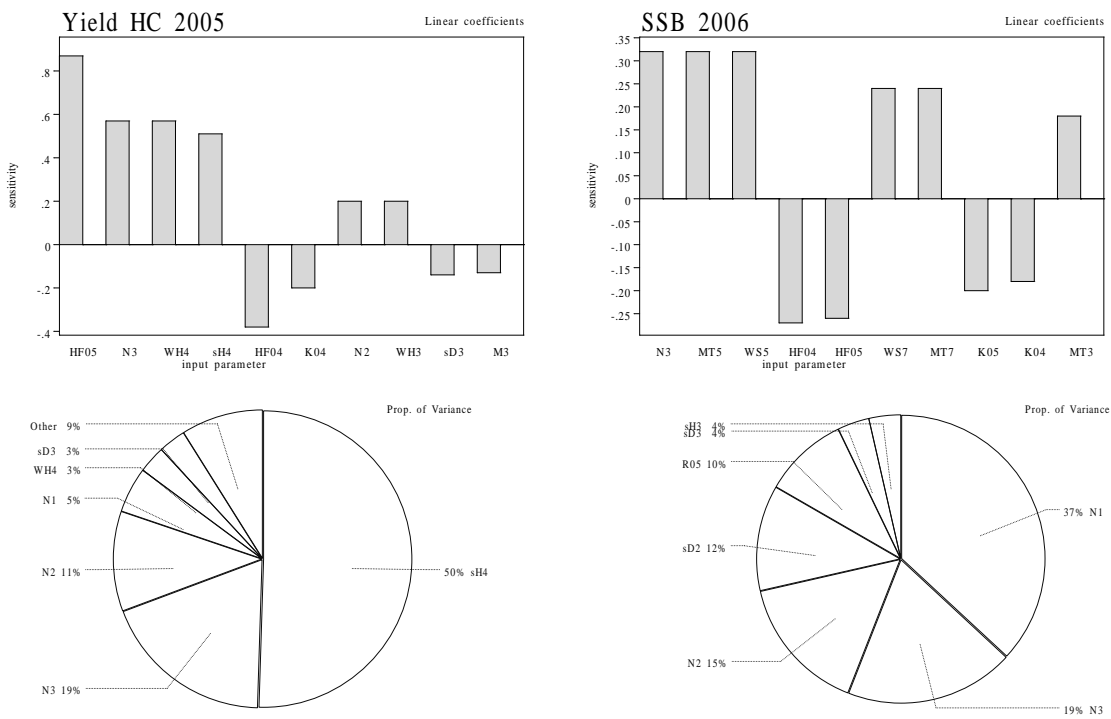 Yield HC 2005
Linear coefficients
.8
.6
.4
.2
0
-.2
-.4
sensitivity
HF05 N3 WH4 sH4 HF04 K04 N2 WH3 sD3 M3
input parameter
SSB 2006
Linear coefficients
.35
.30
.25
.20
.15
.10
.05
0
-.05
-.10
-.15
-.20
-.25
sensitivity
N3 MT5 WS5 HF04 HF05 WS7 MT7 K05 K04 MT3
input parameter
Prop. of Variance
Other 9%
sD3 3%
WH4 3%
N1 5%
N2 11%
N3 19%
50% sH4
Prop. of Variance
sH3 4%
sD3 4%
R05 10%
sD2 12%
N2 15%
37% N1
19% N3